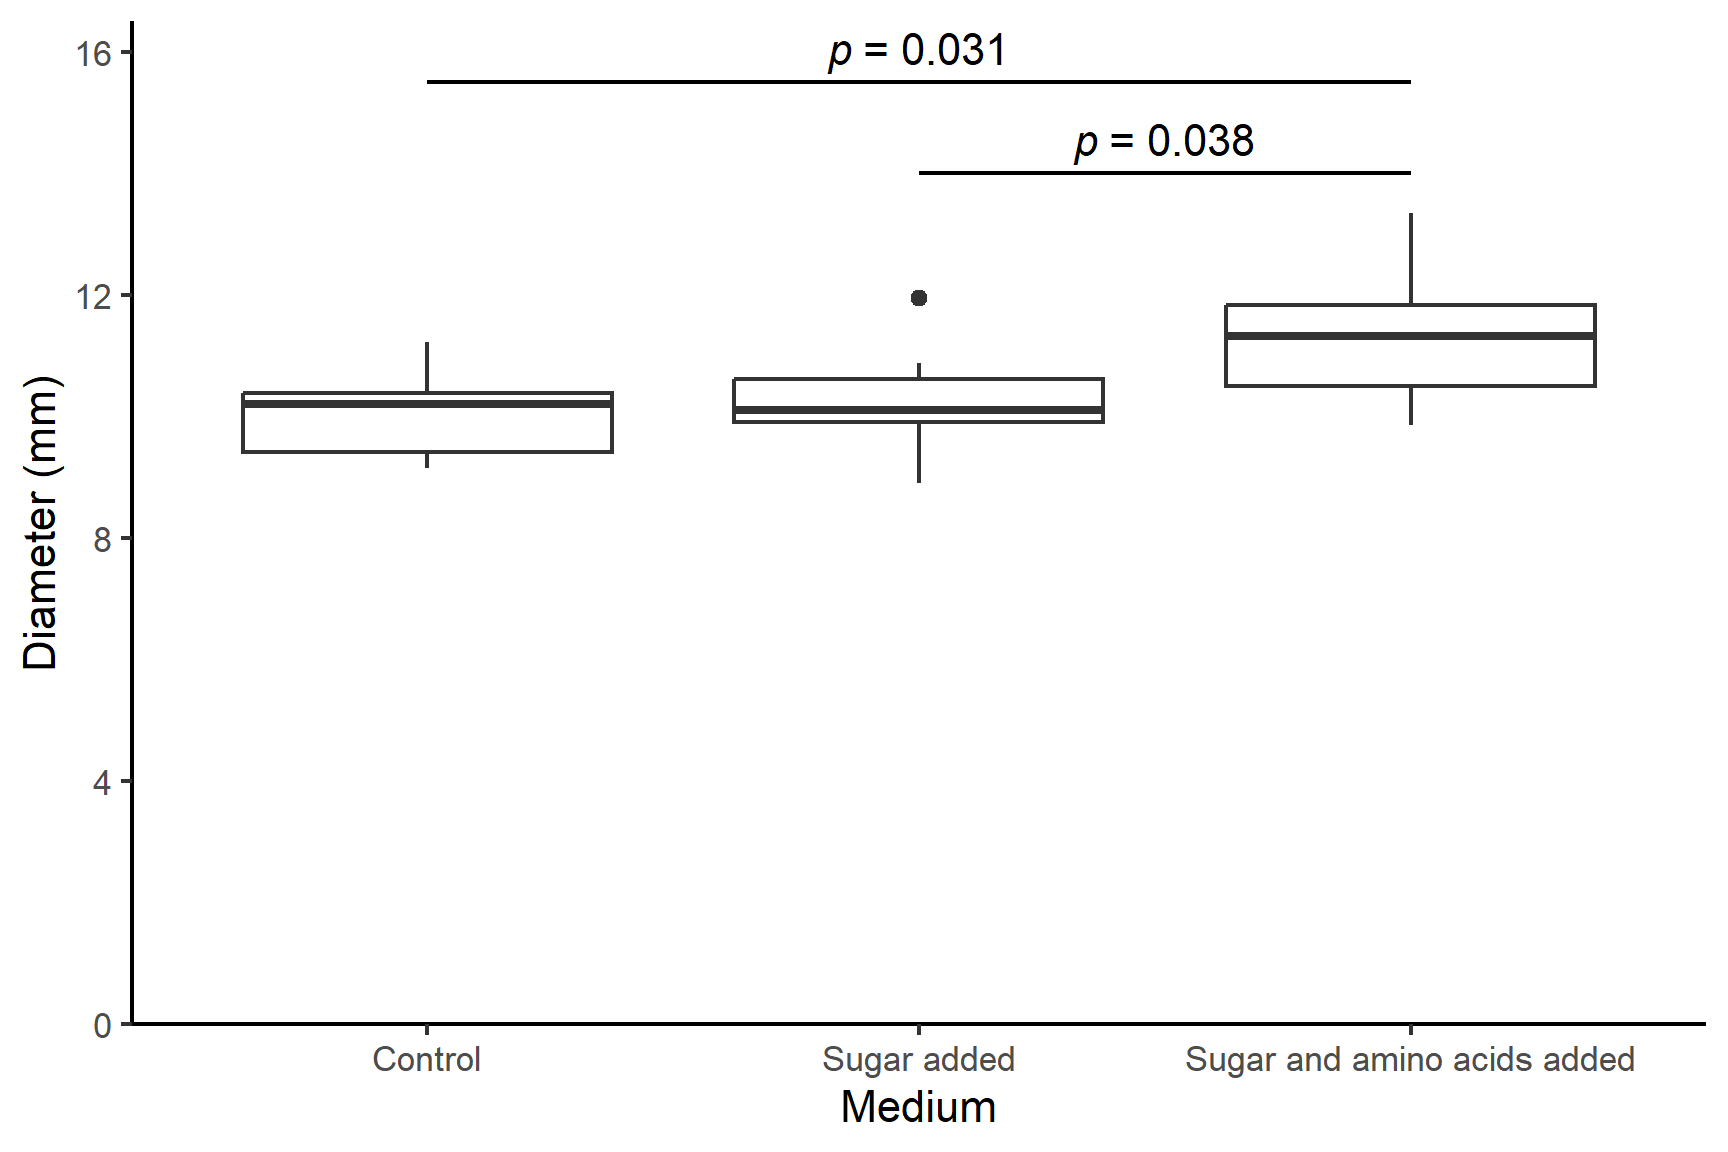 p = 0.031
p = 0.038
16
12
8
4
0
Diameter (mm)
Control
Sugar added
Sugar and amino acids added
Medium